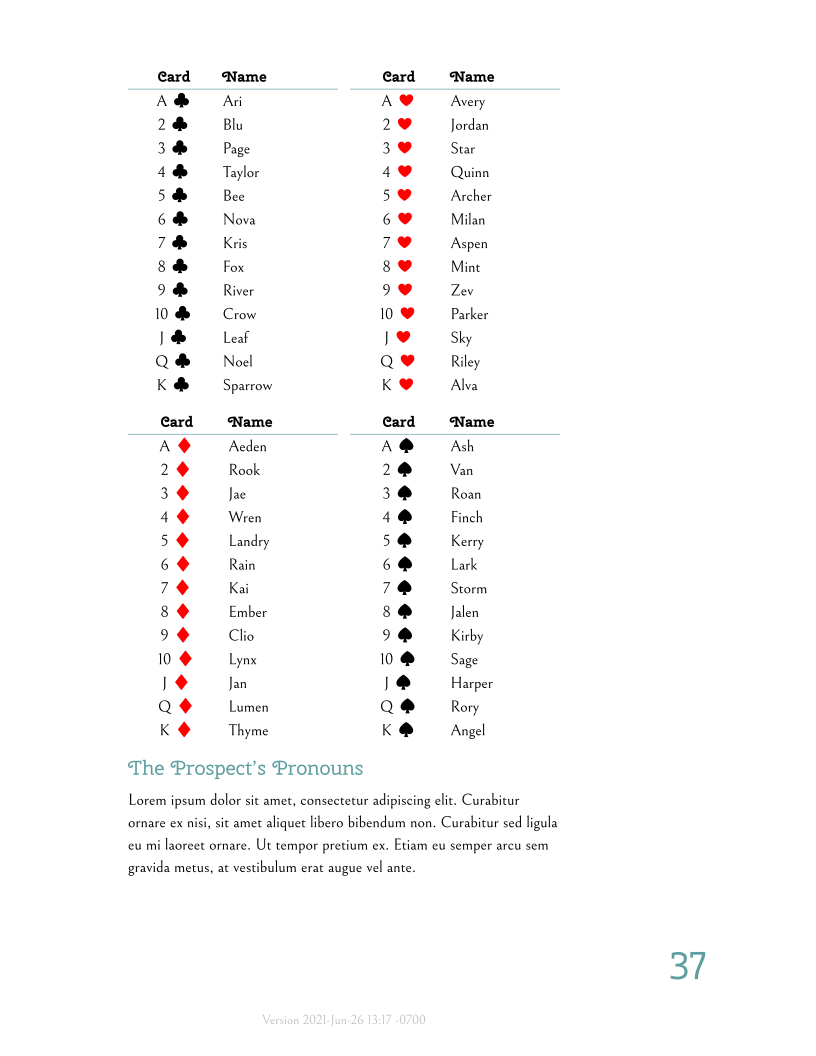 Card Name
A ♣ Ari
2 ♣ Blu
3 ♣ Page
4 ♣ Taylor
5 ♣ Bee
6 ♣ Nova
7 ♣ Kris
8 ♣ Fox
9 ♣ River
10 ♣ Crow
J ♣ Leaf
Q ♣ Noel
K ♣ Sparrow
Card Name
A ♥ Avery
2 ♥ Jordan
3 ♥ Star
4 ♥ Quinn
5 ♥ Archer
6 ♥ Milan
7 ♥ Aspen
8 ♥ Mint
9 ♥ Zev
10 ♥ Parker
J ♥ Sky
Q ♥ Riley
K ♥ Alva
Card Name
A ♦ Aeden
2 ♦ Rook
3 ♦ Jae
4 ♦ Wren
5 ♦ Landry
6 ♦ Rain
7 ♦ Kai
8 ♦ Ember
9 ♦ Clio
10 ♦ Lynx
J ♦ Jan
Q ♦ Lumen
K ♦ Thyme
Card Name
A ♠ Ash
2 ♠ Van
3 ♠ Roan
4 ♠ Finch
5 ♠ Kerry
6 ♠ Lark
7 ♠ Storm
8 ♠ Jalen
9 ♠ Kirby
10 ♠ Sage
J ♠ Harper
Q ♠ Rory
K ♠ Angel
The Prospect's Pronouns
Lorem ipsum dolor sit amet, consectetur adipiscing elit. Curabitur
ornare ex nisi, sit amet aliquet libero bibendum non. Curabitur sed ligula
eu mi laoreet ornare. Ut tempor pretium ex. Etiam eu semper arcu sem
gravida metus, at vestibulum erat augue vel ante.
37
Version 2021-Jun-26 13:17 -0700